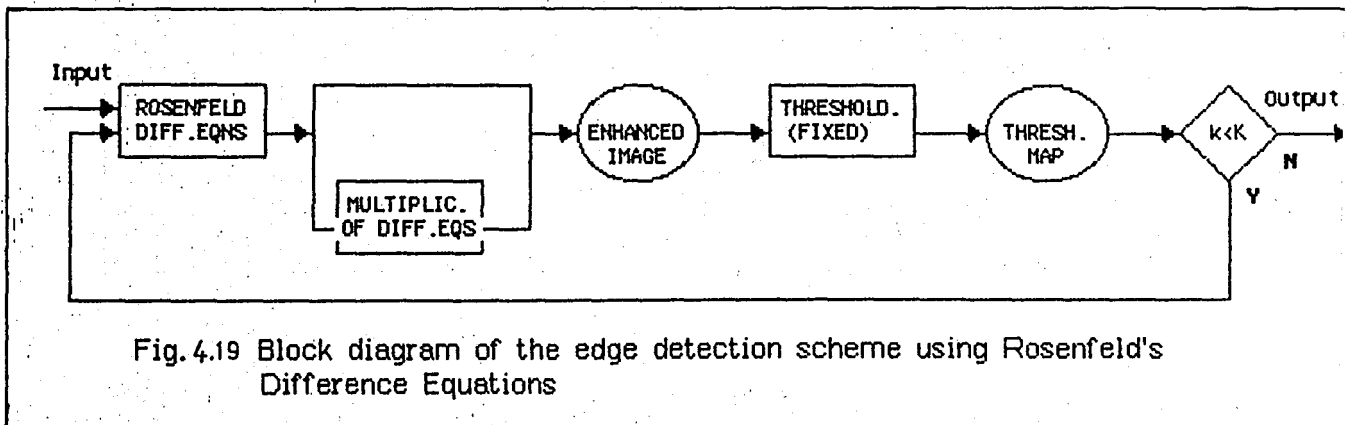 Input
ROSENFELD
DIFF.EQNS
MULTIPLIC.
OF DIFF.EQS
ENHANCED
IMAGE
THRESHOLD.
(FIXED)
THRESH.
MAP
k<K
Output
N
Y
Fig. 4.19 Block diagram of the edge detection scheme using Rosenfeld's
Difference Equations